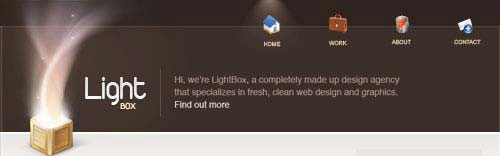 HOME WORK ABOUT CONTACT
Light
BOX
Hi, we're LightBox, a completely made up design agency
that specializes in fresh, clean web design and graphics.
Find out more